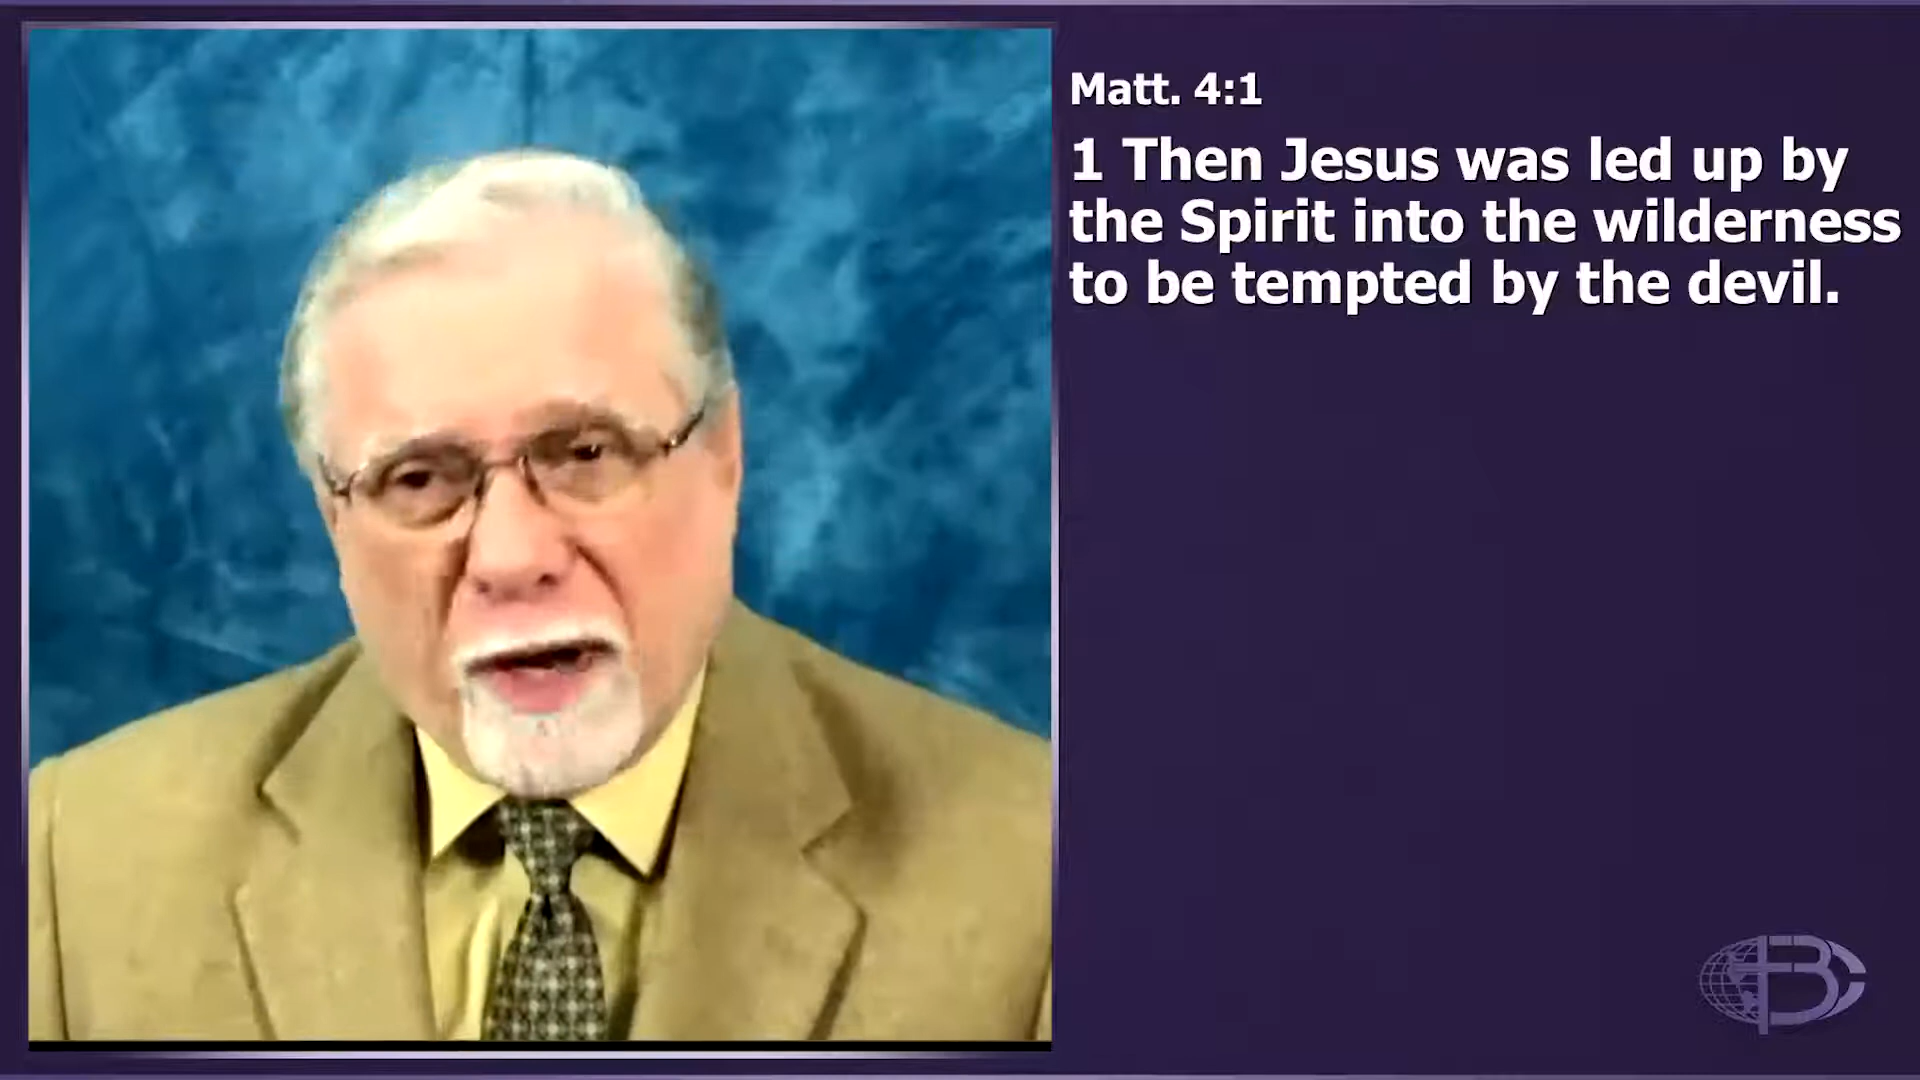 Matt. 4:1
1 Then Jesus was led up by
the Spirit into the wilderness
to be tempted by the devil.